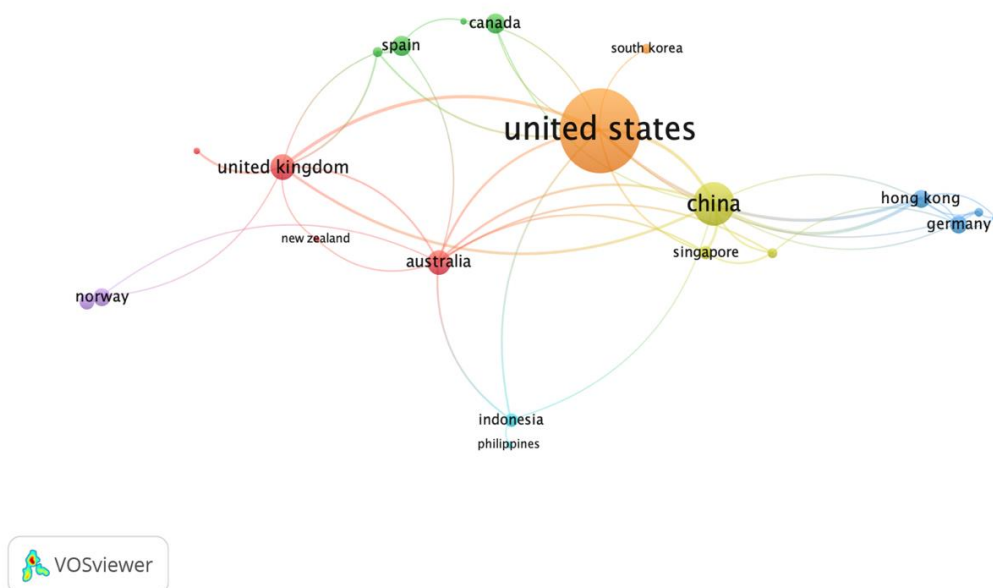 canada
spain
south korea
united states
united kingdom
hong kong
china
germany
new zealand
singapore
australia
norway
indonesia
philippines
VOSviewer